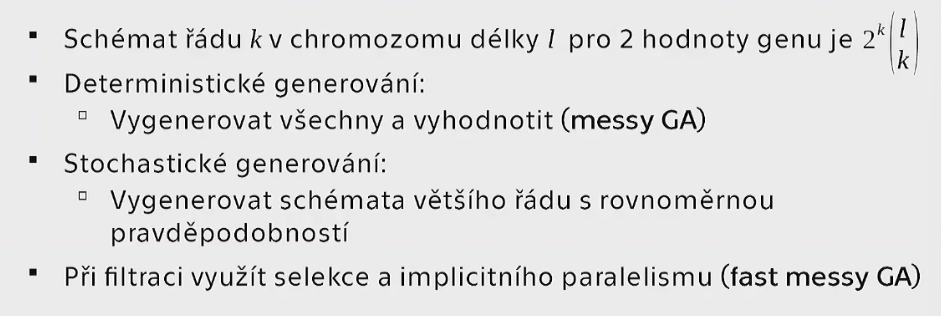 ▪ Schémat řádu k v chromozomu délky l pro 2 hodnoty genu je 2^k (l k)
▪ Deterministické generování:
▫ Vygenerovat všechny a vyhodnotit (messy GA)
▪ Stochastické generování:
▫ Vygenerovat schémata většího řádu s rovnoměrnou
pravděpodobností
▪ Při filtraci využít selekce a implicitního paralelismu (fast messy GA)